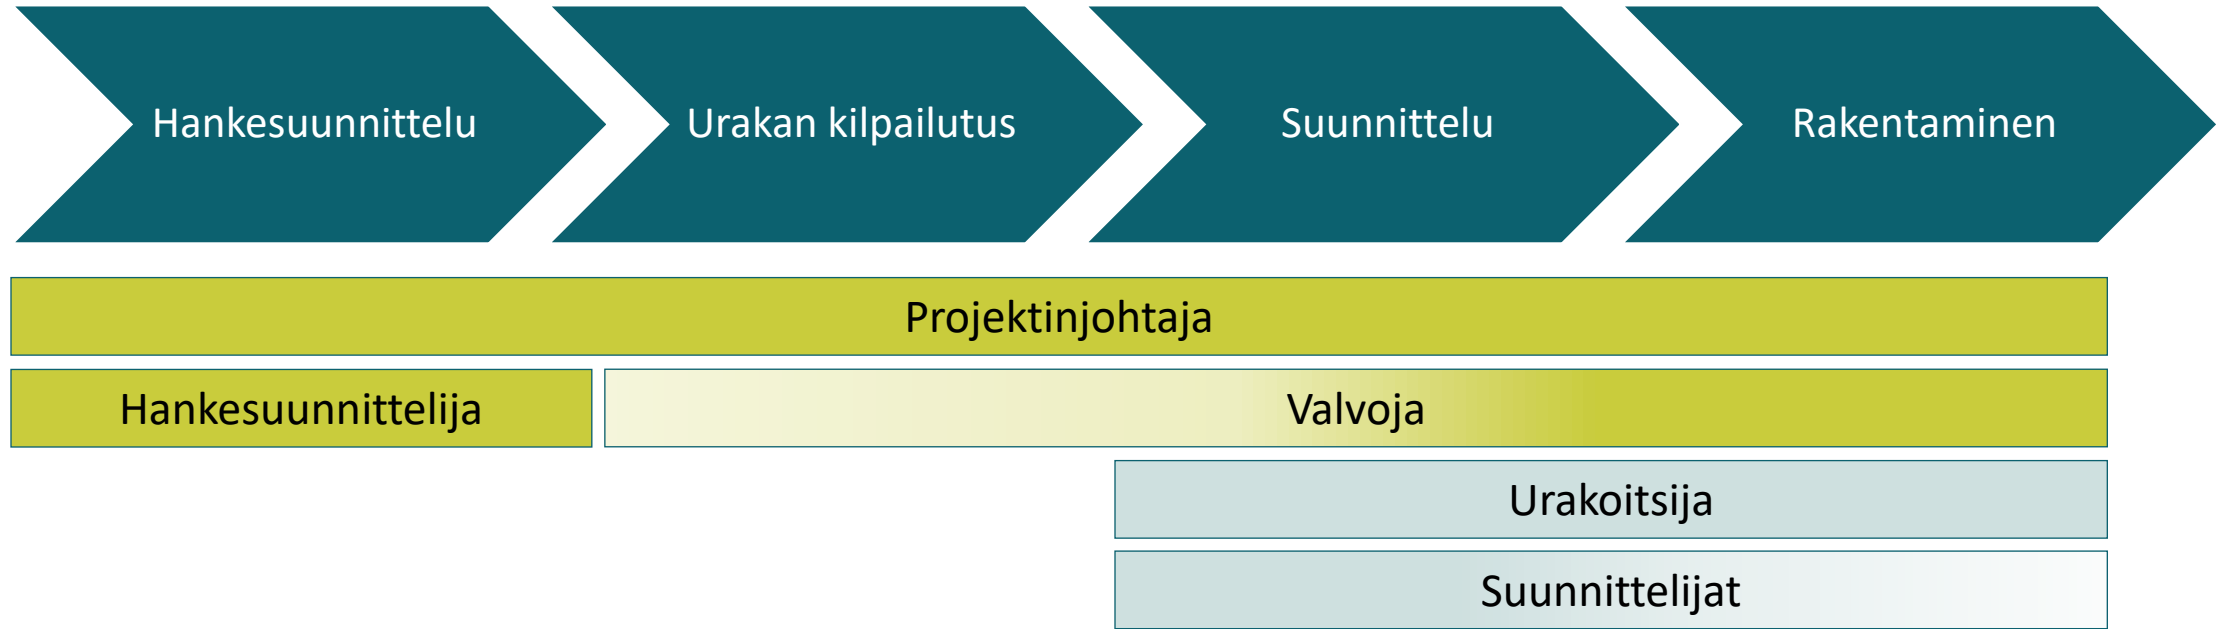 Hankesuunnittelu
Urakan kilpailutus
Suunnittelu
Rakentaminen
Projektinjohtaja
Hankesuunnittelija
Valvoja
Urakoitsija
Suunnittelijat